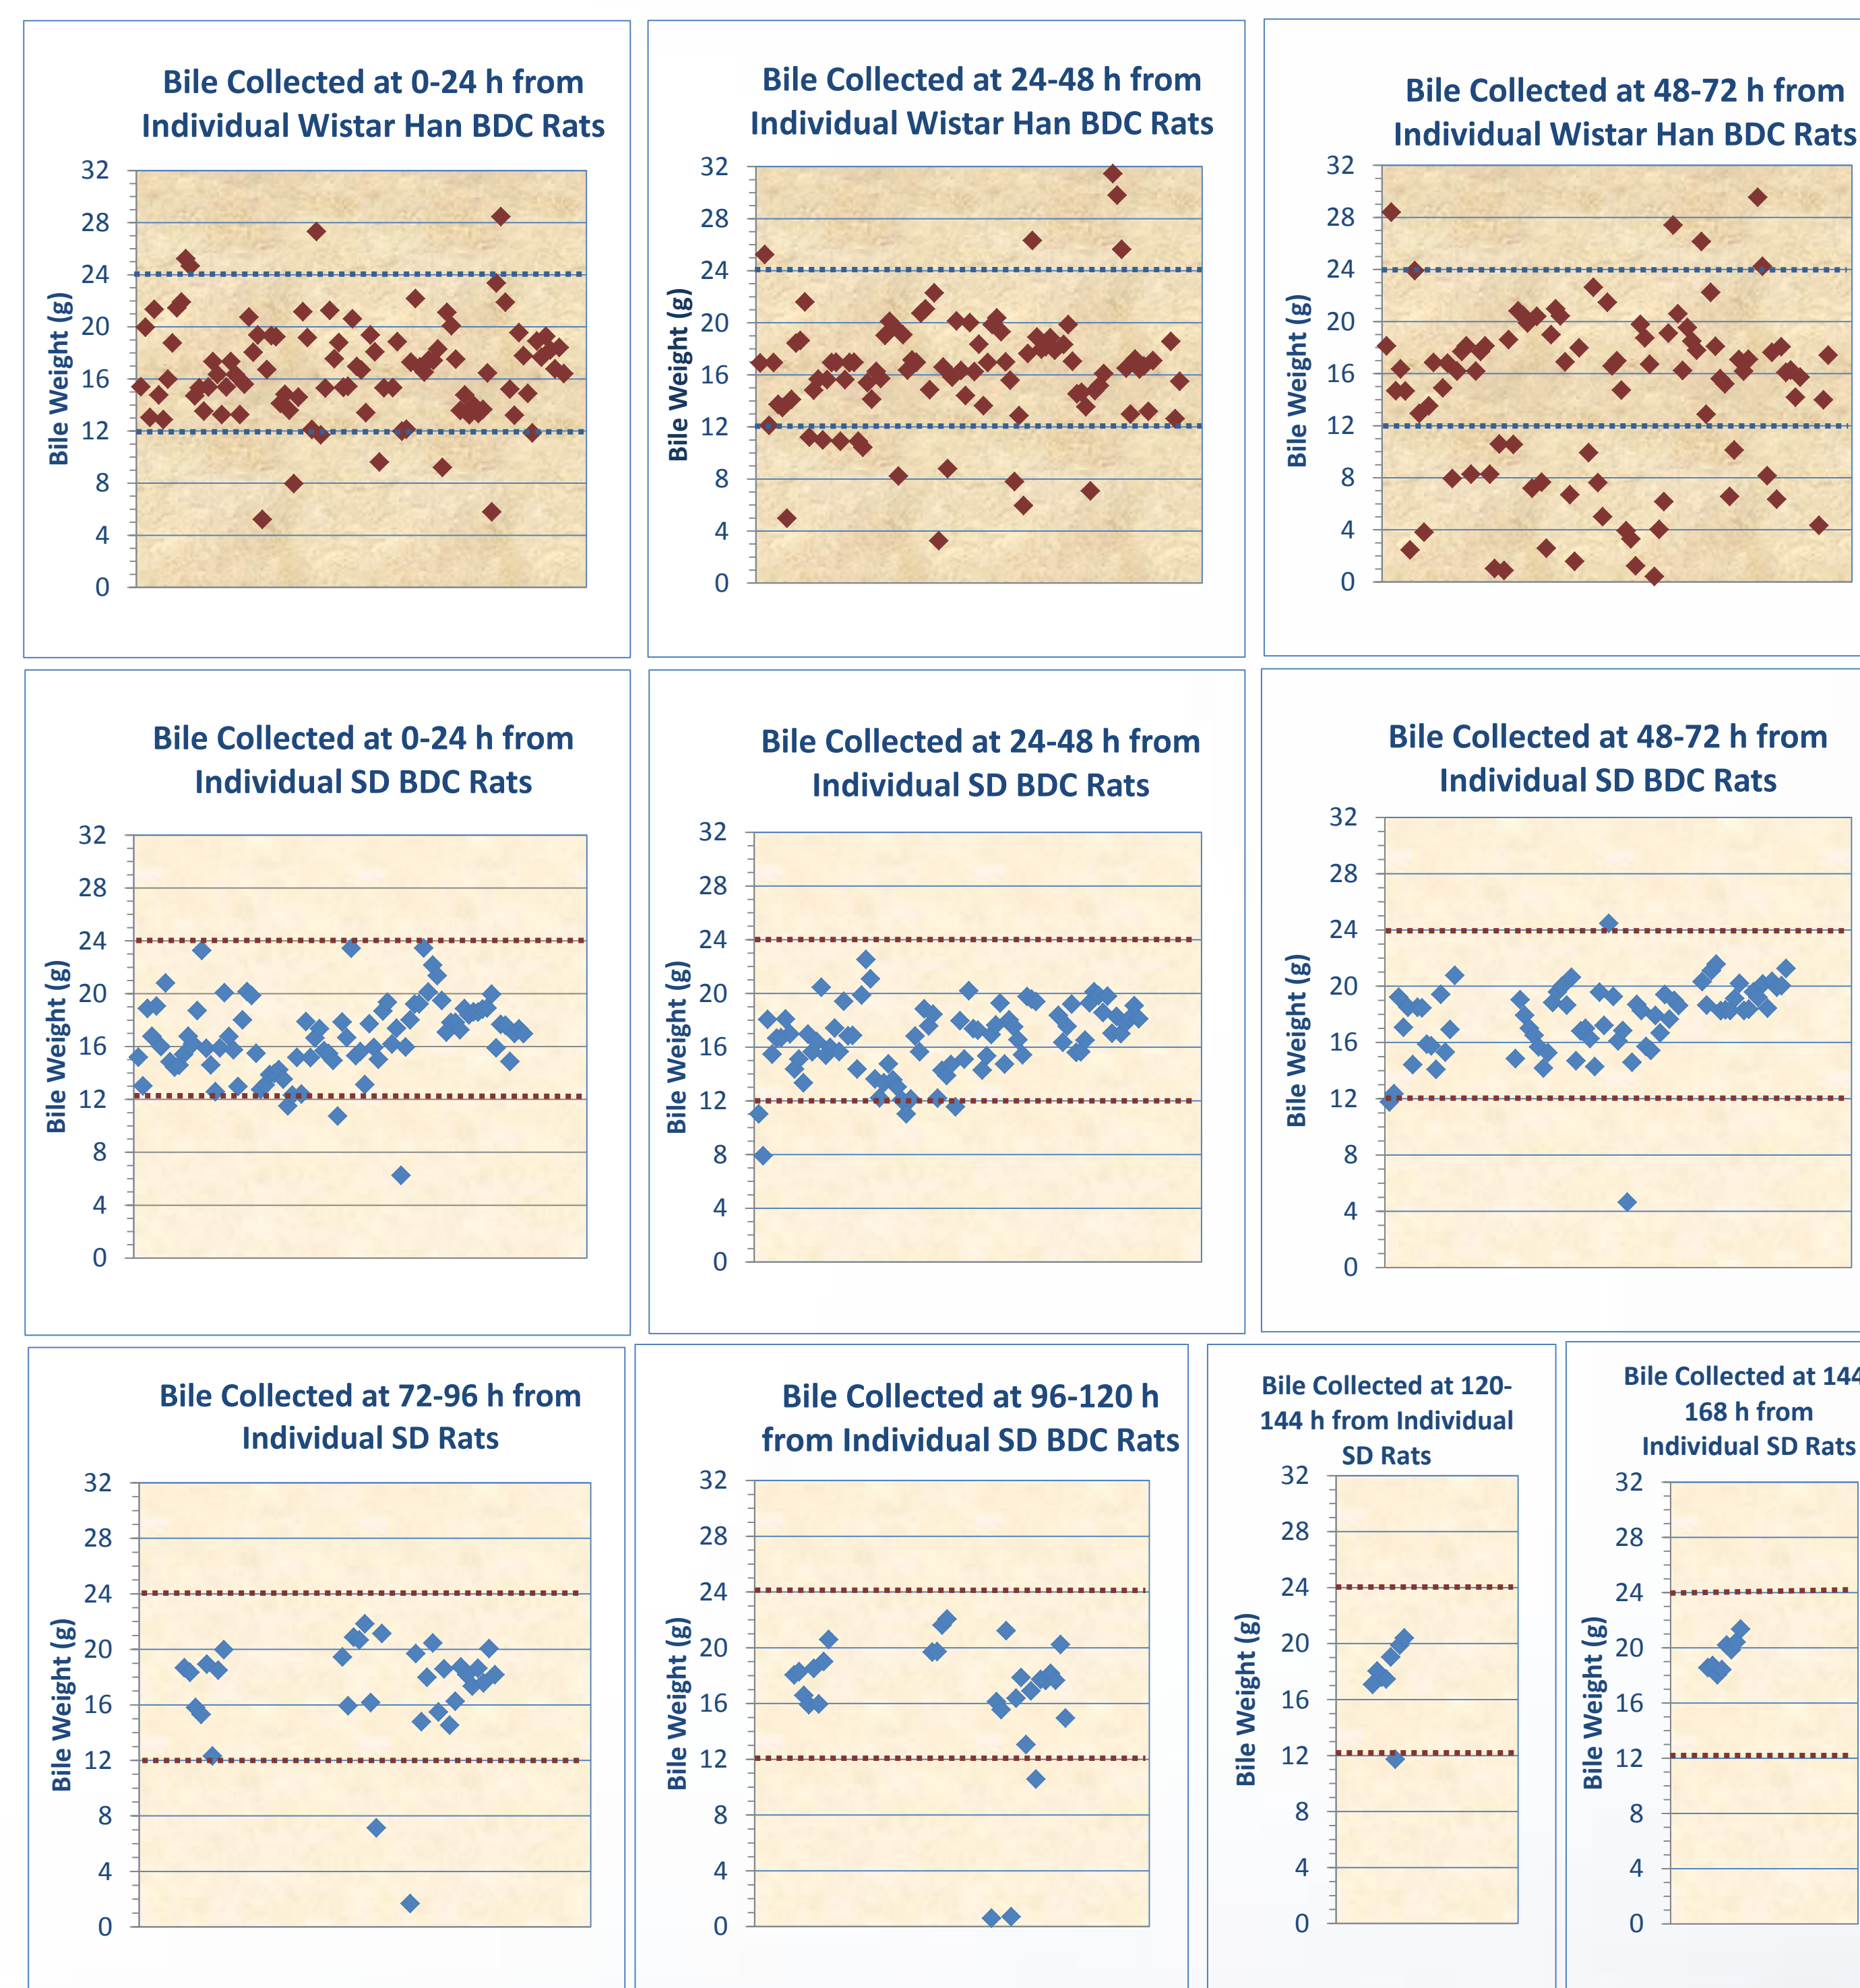 Bile Collected at 0-24 h from
Individual Wistar Han BDC Rats
Bile Weight (g)
32
28
24
20
16
12
8
4
0
Bile Collected at 24-48 h from
Individual Wistar Han BDC Rats
Bile Weight (g)
32
28
24
20
16
12
8
4
0
Bile Collected at 48-72 h from
Individual Wistar Han BDC Rats
Bile Weight (g)
32
28
24
20
16
12
8
4
0
Bile Collected at 0-24 h from
Individual SD BDC Rats
Bile Weight (g)
32
28
24
20
16
12
8
4
0
Bile Collected at 24-48 h from
Individual SD BDC Rats
Bile Weight (g)
32
28
24
20
16
12
8
4
0
Bile Collected at 48-72 h from
Individual SD BDC Rats
Bile Weight (g)
32
28
24
20
16
12
8
4
0
Bile Collected at 72-96 h from
Individual SD Rats
Bile Weight (g)
32
28
24
20
16
12
8
4
0
Bile Collected at 96-120 h
from Individual SD BDC Rats
Bile Weight (g)
32
28
24
20
16
12
8
4
0
Bile Collected at 120-
144 h from Individual
SD Rats
Bile Weight (g)
32
28
24
20
16
12
8
4
0
Bile Collected at 144
168 h from
Individual SD Rats
Bile Weight (g)
32
28
24
20
16
12
8
4
0